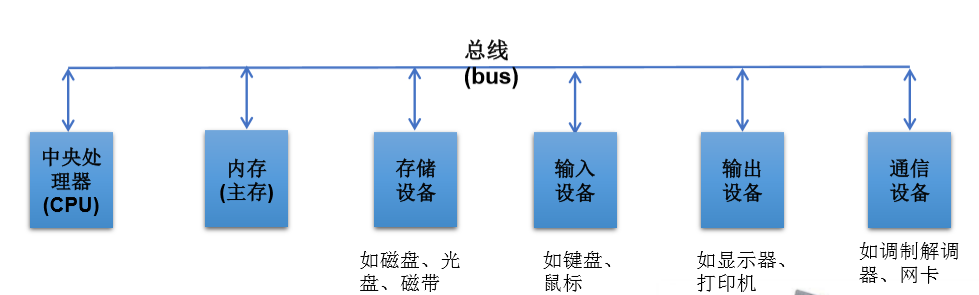 总线
(bus)
中央处
理器
(CPU)
内存
(主存)
存储
设备
输入
设备
输出
设备
通信
设备
如磁盘、光
盘、磁带
如键盘、
鼠标
如显示器、
打印机
如调制解调
器、网卡